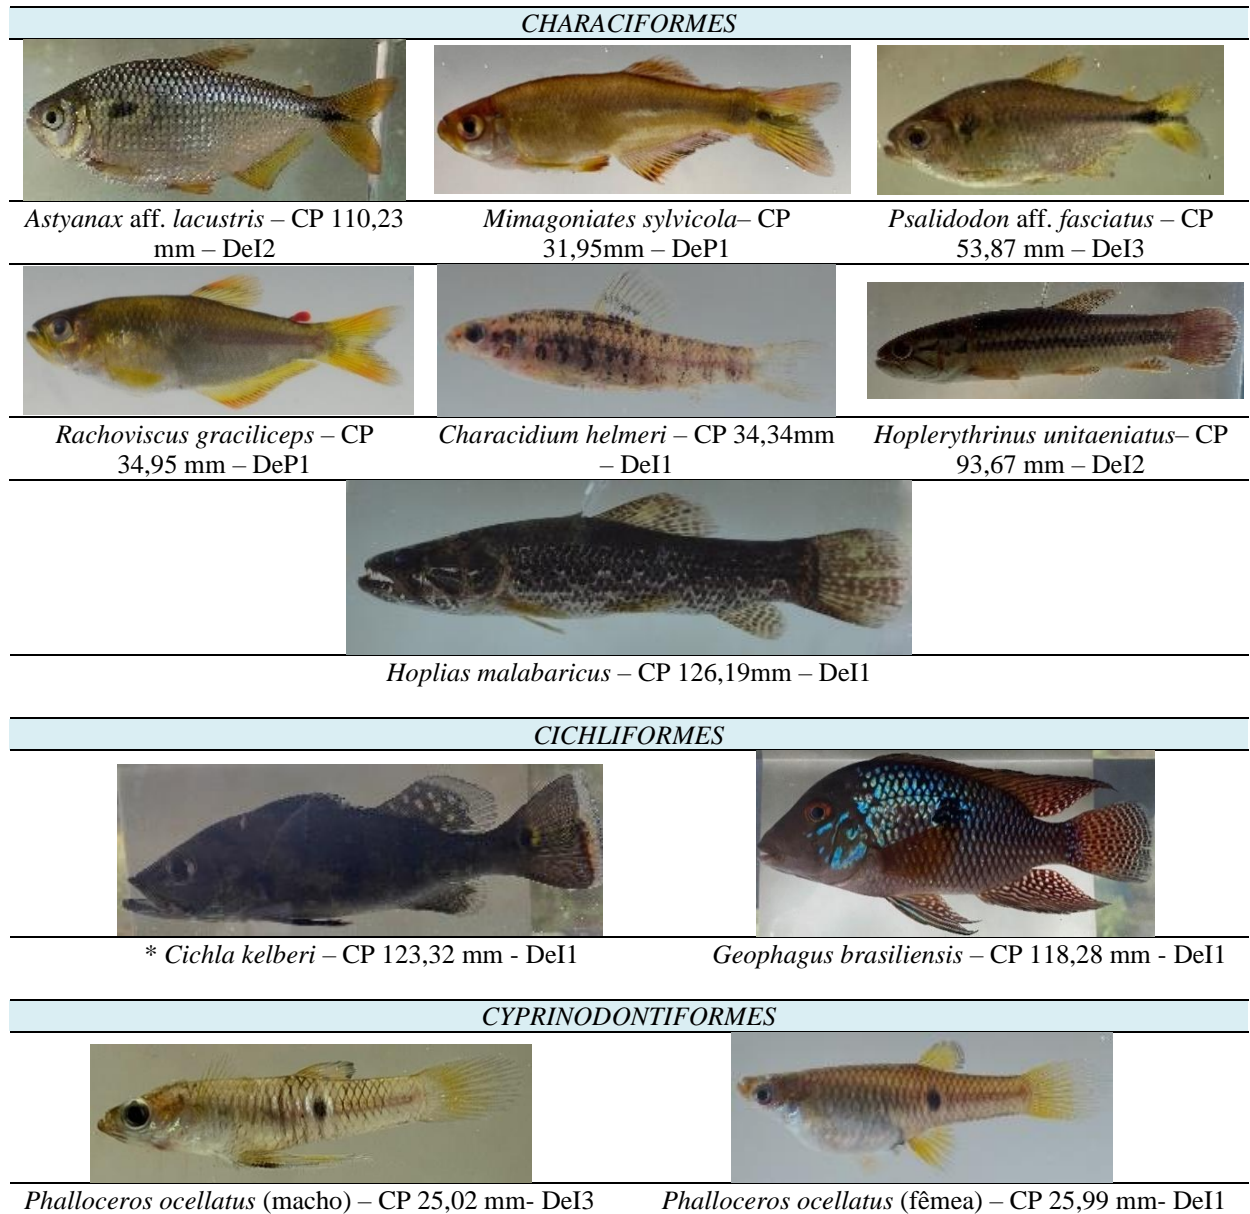 CHARACIFORMES
Astyanax aff. lacustris – CP 110,23
mm – DeI2
Mimagoniates sylvicola– CP
31,95mm – DeP1
Psalidodon aff. fasciatus – CP
53,87 mm – DeI3
Rachoviscus graciliceps – CP
34,95 mm – DeP1
Characidium helmeri – CP 34,34mm
– DeI1
Hoplerythrinus unitaeniatus– CP
93,67 mm – DeI2
Hoplias malabaricus – CP 126,19mm – DeI1
CICHLIFORMES
* Cichla kelberi – CP 123,32 mm - DeI1
Geophagus brasiliensis – CP 118,28 mm - DeI1
CYPRINODONTIFORMES
Phalloceros ocellatus (macho) – CP 25,02 mm- DeI3
Phalloceros ocellatus (fêmea) – CP 25,99 mm- DeI1